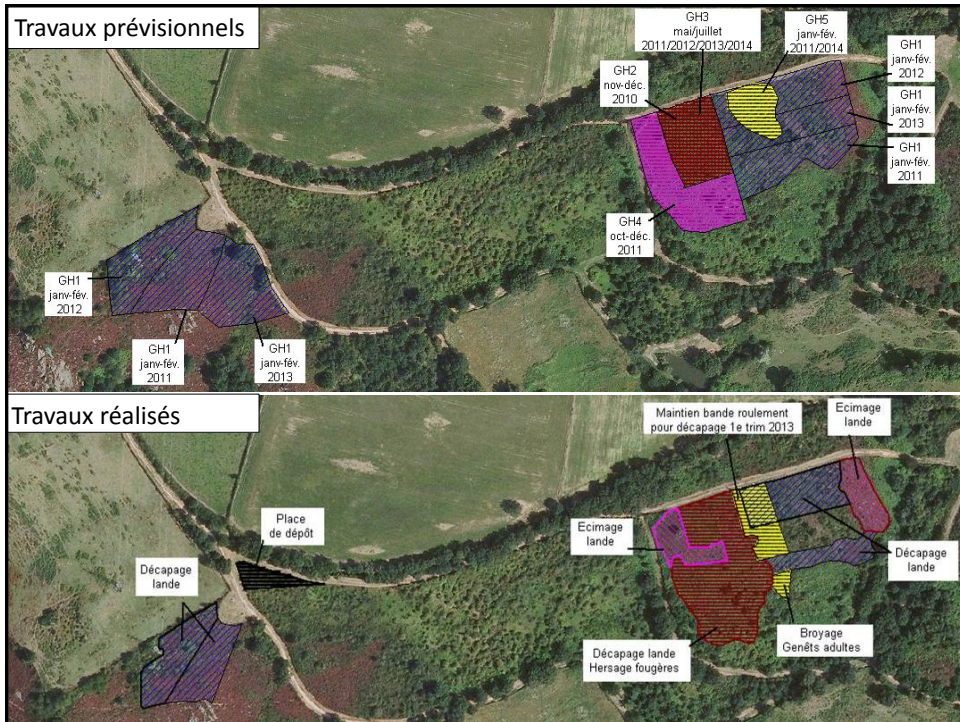 Travaux prévisionnels
GH3
mai/juillet
2011/2012/2013/2014
GH5
janv-fév.
2011/2014
GH2
nov-déc.
2010
GH1
janv-fév.
2012
GH1
janv-fév.
2013
GH1
janv-fév.
2011
GH4
oct-déc.
2011
GH1
janv-fév.
2012
GH1
janv-fév.
2011
GH1
janv-fév.
2013
Travaux réalisés
Maintien bande roulement
pour décapage 1e trim 2013
Ecimage
lande
Place
de dépôt
Ecimage
lande
Décapage
lande
Décapage
lande
Broyage
Genêts adultes
Décapage lande
Hersage fougères